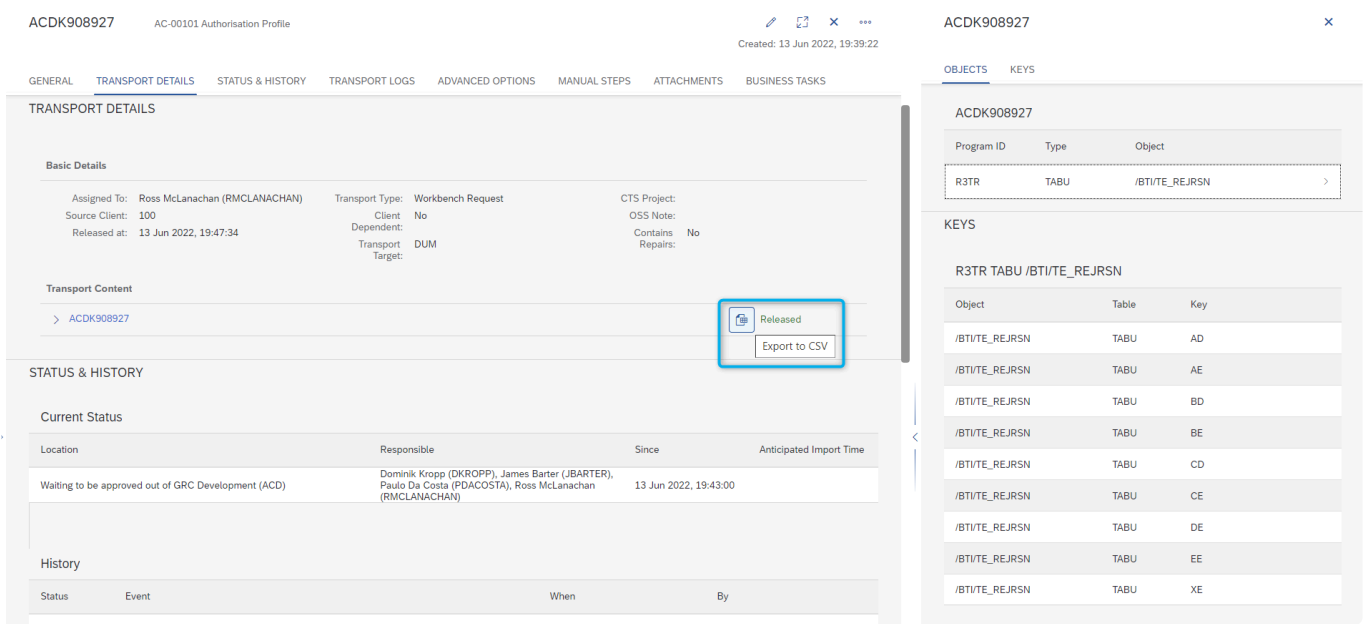 ACDK908927 AC-00101 Authorisation Profile
Created: 13 Jun 2022, 19:39:22
GENERAL TRANSPORT DETAILS STATUS & HISTORY TRANSPORT LOGS ADVANCED OPTIONS MANUAL STEPS ATTACHMENTS BUSINESS TASKS
TRANSPORT DETAILS
Basic Details
Assigned To: Ross McLanachan (RMCLANACHAN)
Source Client: 100
Released at: 13 Jun 2022, 19:47:34
Transport Type: Workbench Request
Client Dependent: No
Transport Target: DUM
CTS Project:
OSS Note:
Contains Repairs: No
Transport Content
ACDK908927 Released
Export to CSV
STATUS & HISTORY
Current Status
Location Responsible Since Anticipated Import Time
Waiting to be approved out of GRC Development (ACD) Dominik Kropp (DKROPP), James Barter (JBARTER), Paulo Da Costa (PDACOSTA), Ross McLanachan (RMCLANACHAN) 13 Jun 2022, 19:43:00
History
Status Event When By
ACDK908927
OBJECTS KEYS
ACDK908927
Program ID Type Object
R3TR TABU /BTI/TE_REJRSN
KEYS
R3TR TABU /BTI/TE_REJRSN
Object Table Key
/BTI/TE_REJRSN TABU AD
/BTI/TE_REJRSN TABU AE
/BTI/TE_REJRSN TABU BD
/BTI/TE_REJRSN TABU BE
/BTI/TE_REJRSN TABU CD
/BTI/TE_REJRSN TABU CE
/BTI/TE_REJRSN TABU DE
/BTI/TE_REJRSN TABU EE
/BTI/TE_REJRSN TABU XE